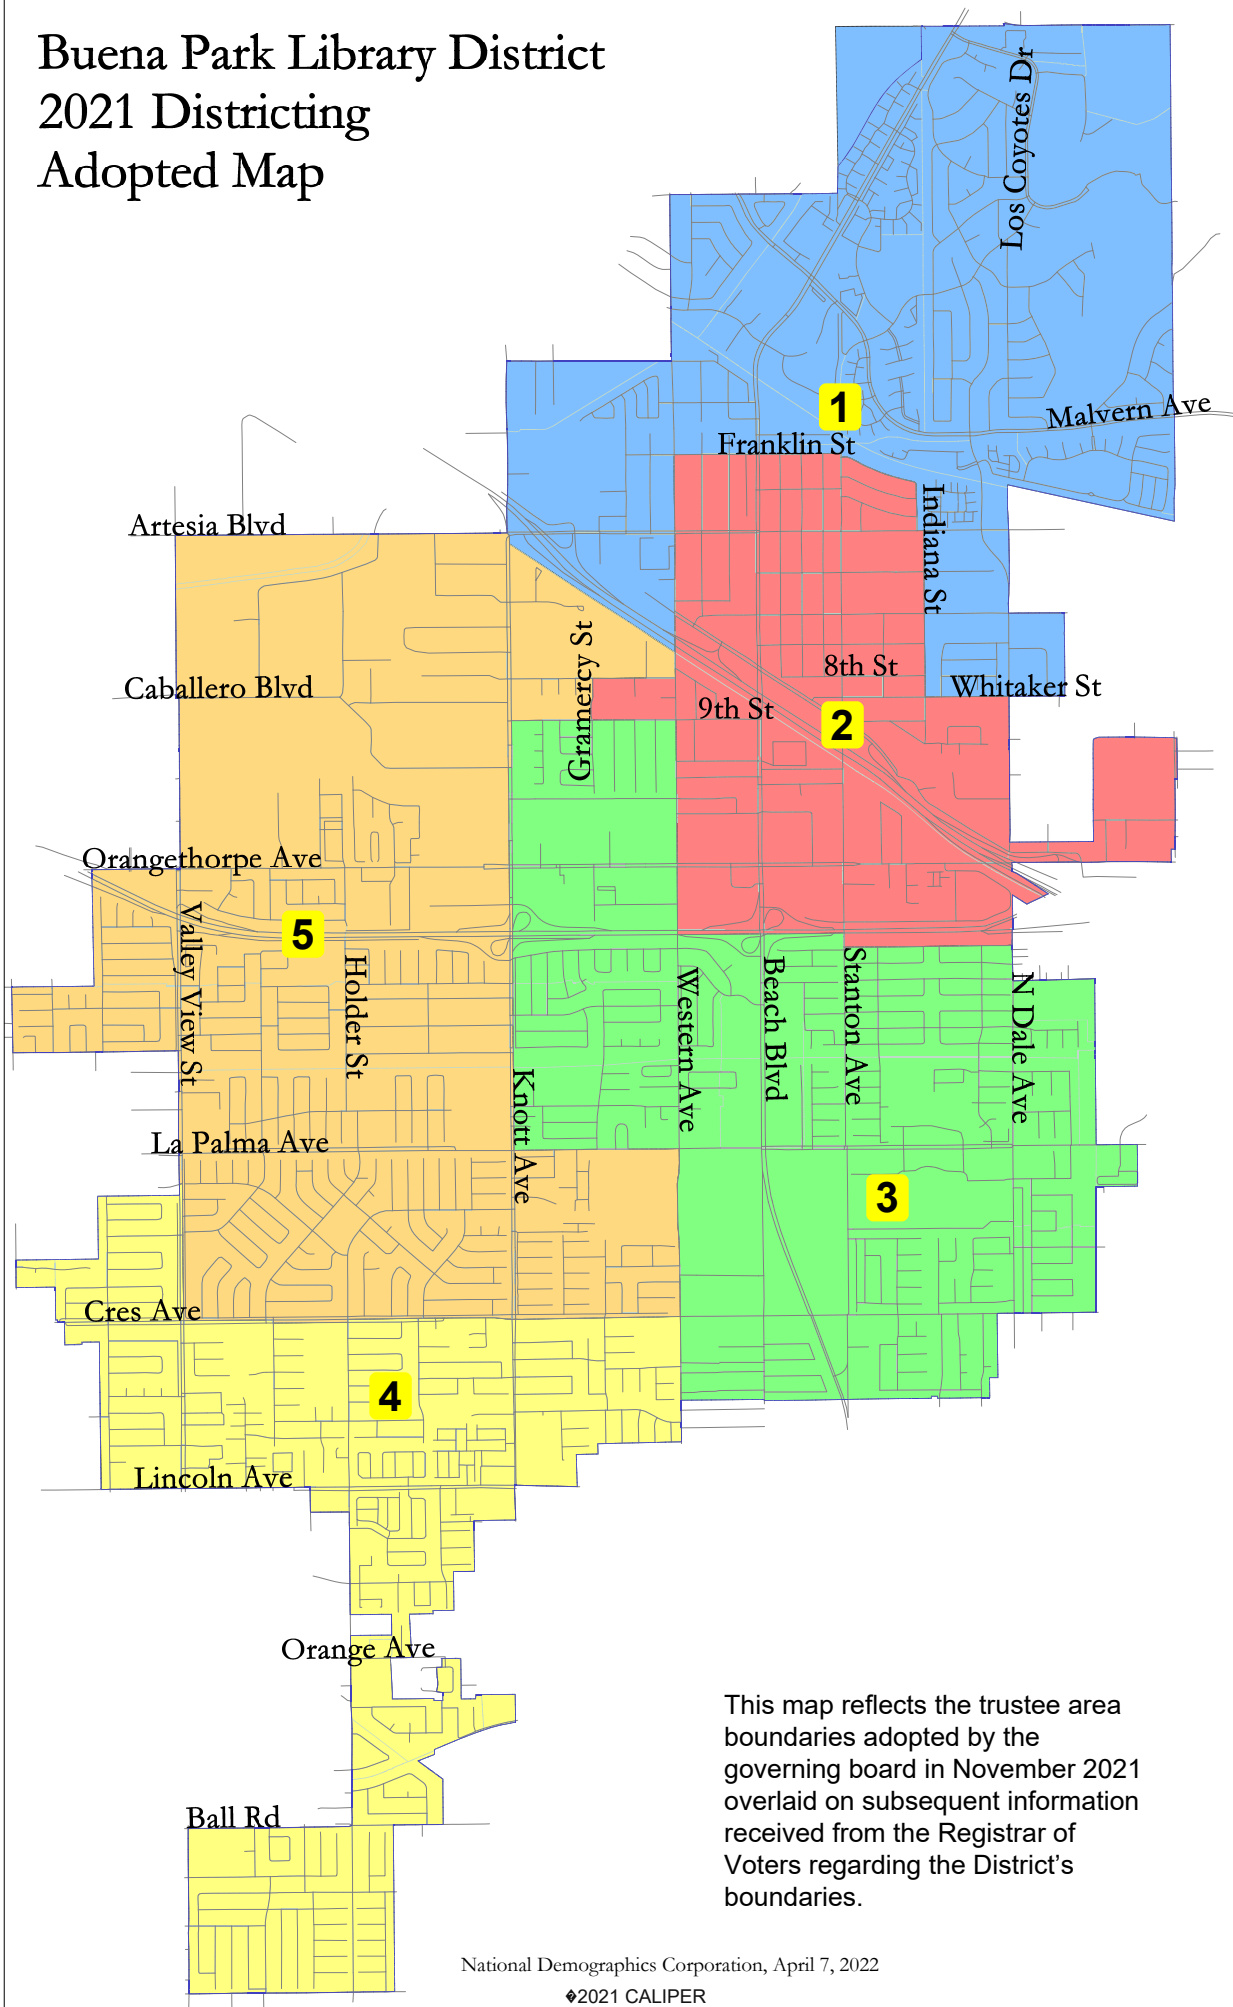 Buena Park Library District
2021 Districting
Adopted Map
Los Coyotes Dr
1
Malvern Ave
Franklin St
Indiana St
Artesia Blvd
Gramercy St
8th St
Caballero Blvd
Whitaker St
9th St
2
Orangethorpe Ave
5
Valley View St
Holder St
Knott Ave
Western Ave
Beach Blvd
Stanton Ave
N Dale Ave
La Palma Ave
3
Cres Ave
4
Lincoln Ave
Orange Ave
Ball Rd
This map reflects the trustee area
boundaries adopted by the
governing board in November 2021
overlaid on subsequent information
received from the Registrar of
Voters regarding the District’s
boundaries.
National Demographics Corporation, April 7, 2022
�2021 CALIPER